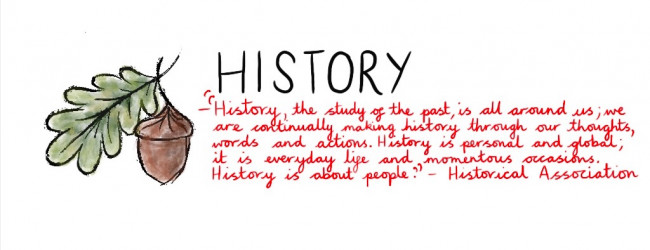 HISTORY
-"History, the study of the past, is all around us; we
are continually making history through our thoughts,
words and actions. History is personal and global;
it is everyday life and momentous occasions.
History is about people." - Historical Association